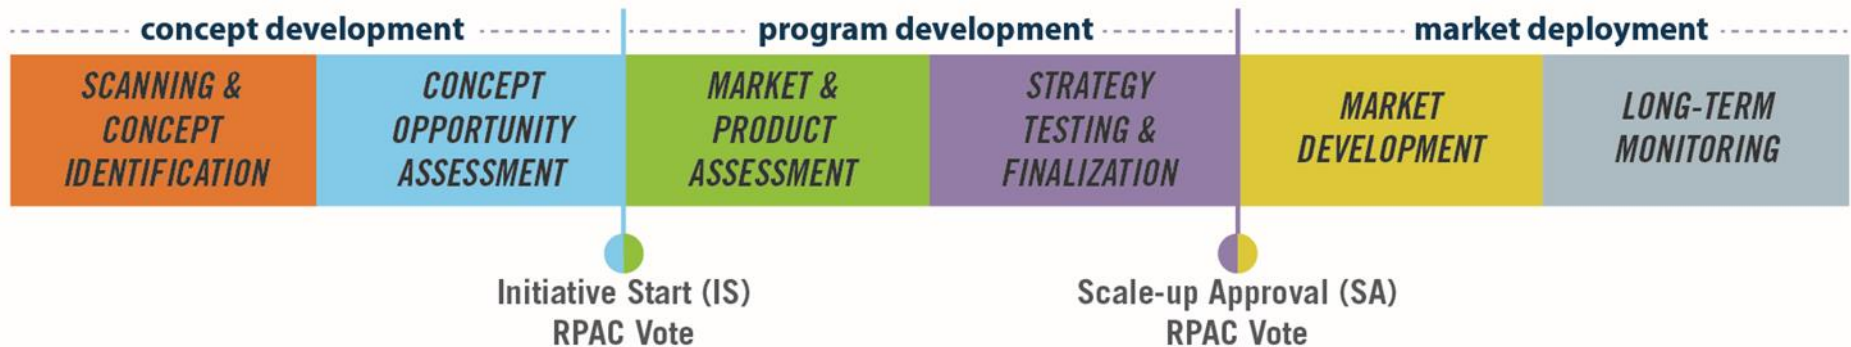 concept development
program development
market deployment
SCANNING &
CONCEPT
IDENTIFICATION
CONCEPT
OPPORTUNITY
ASSESSMENT
MARKET &
PRODUCT
ASSESSMENT
STRATEGY
TESTING &
FINALIZATION
MARKET
DEVELOPMENT
LONG-TERM
MONITORING
Initiative Start (IS)
RPAC Vote
Scale-up Approval (SA)
RPAC Vote